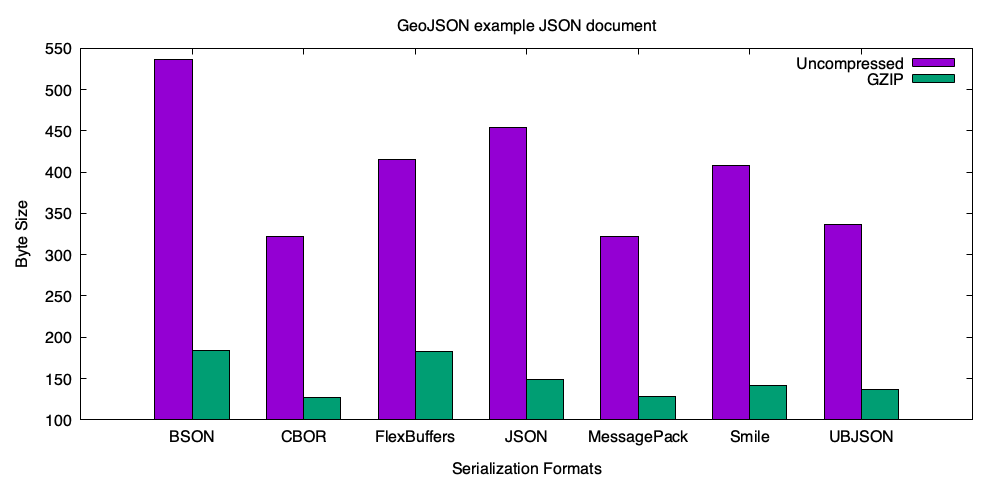 GeoJSON example JSON document
Uncompressed
GZIP
550
500
450
400
350
300
250
200
150
100
Byte Size
BSON CBOR FlexBuffers JSON MessagePack Smile UBJSON
Serialization Formats